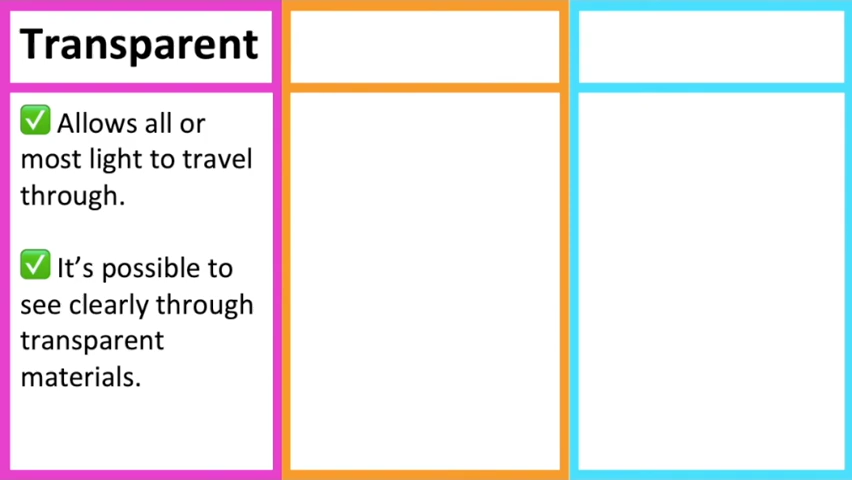 Transparent
✅ Allows all or
most light to travel
through.
✅ It’s possible to
see clearly through
transparent
materials.